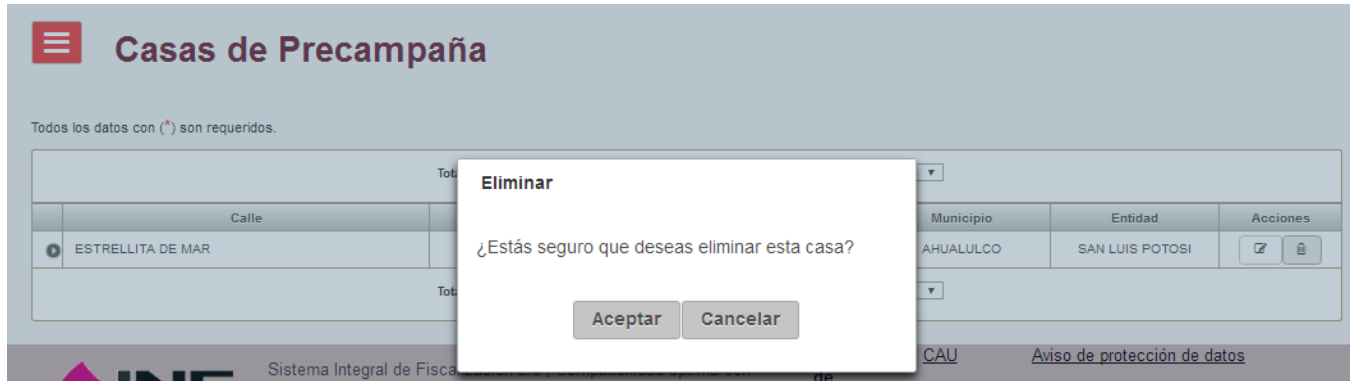 Casas de Precampaña
Todos los datos con (*) son requeridos.
Eliminar
¿Estás seguro que deseas eliminar esta casa?
Aceptar Cancelar
Calle Municipio Entidad Acciones
ESTRELLITA DE MAR AHUALULCO SAN LUIS POTOSI
INE
Sistema Integral de
CAU Aviso de protección de datos
de